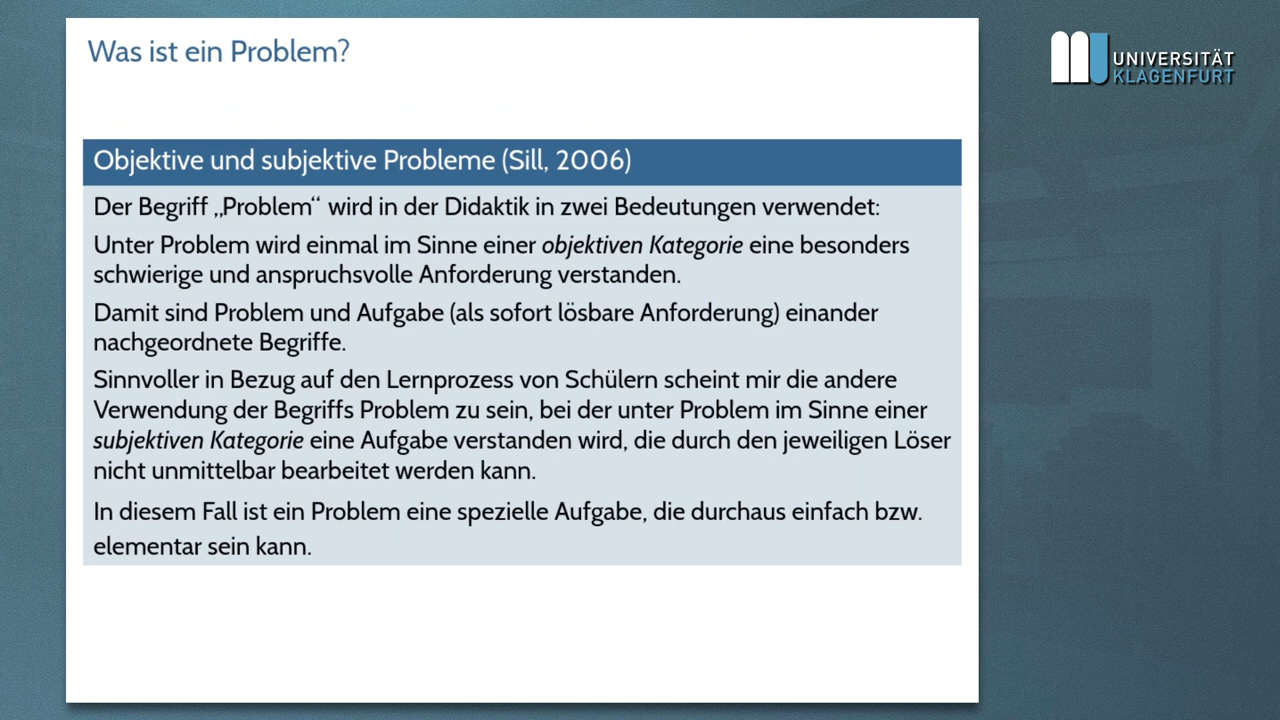 Was ist ein Problem?
UNIVERSITÄT
KLAGENFURT
Objektive und subjektive Probleme (Sill, 2006)
Der Begriff „Problem“ wird in der Didaktik in zwei Bedeutungen verwendet:
Unter Problem wird einmal im Sinne einer objektiven Kategorie eine besonders
schwierige und anspruchsvolle Anforderung verstanden.
Damit sind Problem und Aufgabe (als sofort lösbare Anforderung) einander
nachgeordnete Begriffe.
Sinnvoller in Bezug auf den Lernprozess von Schülern scheint mir die andere
Verwendung der Begriffs Problem zu sein, bei der unter Problem im Sinne einer
subjektiven Kategorie eine Aufgabe verstanden wird, die durch den jeweiligen Löser
nicht unmittelbar bearbeitet werden kann.
In diesem Fall ist ein Problem eine spezielle Aufgabe, die durchaus einfach bzw.
elementar sein kann.